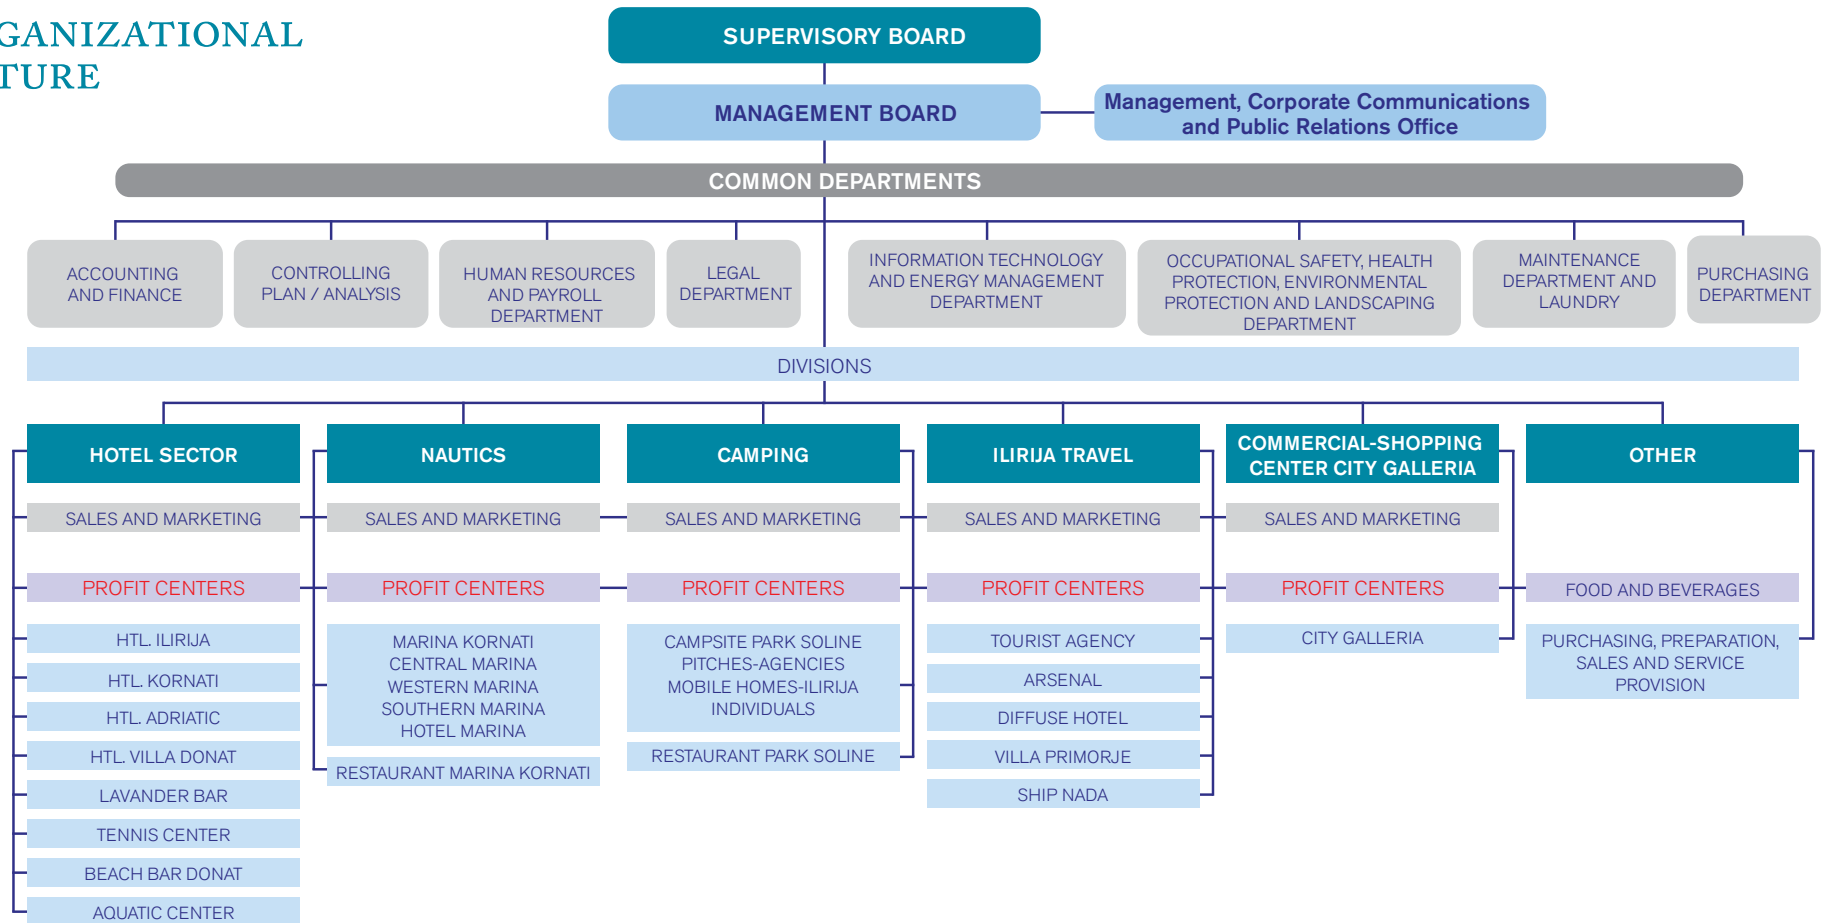 GANIZATIONAL
TURE
SUPERVISORY BOARD
MANAGEMENT BOARD
Management, Corporate Communications
and Public Relations Office
COMMON DEPARTMENTS
ACCOUNTING
AND FINANCE
CONTROLLING
PLAN / ANALYSIS
HUMAN RESOURCES
AND PAYROLL
DEPARTMENT
LEGAL
DEPARTMENT
INFORMATION TECHNOLOGY
AND ENERGY MANAGEMENT
DEPARTMENT
OCCUPATIONAL SAFETY, HEALTH
PROTECTION, ENVIRONMENTAL
PROTECTION AND LANDSCAPING
DEPARTMENT
MAINTENANCE
DEPARTMENT AND
LAUNDRY
PURCHASING
DEPARTMENT
DIVISIONS
HOTEL SECTOR
SALES AND MARKETING
PROFIT CENTERS
HTL. ILIRIJA
HTL. KORNATI
HTL. ADRIATIC
HTL. VILLA DONAT
LAVANDER BAR
TENNIS CENTER
BEACH BAR DONAT
AQUATIC CENTER
NAUTICS
SALES AND MARKETING
PROFIT CENTERS
MARINA KORNATI
CENTRAL MARINA
WESTERN MARINA
SOUTHERN MARINA
HOTEL MARINA
RESTAURANT MARINA KORNATI
CAMPING
SALES AND MARKETING
PROFIT CENTERS
CAMPSITE PARK SOLINE
PITCHES-AGENCIES
MOBILE HOMES-ILIRIJA
INDIVIDUALS
RESTAURANT PARK SOLINE
ILIRIJA TRAVEL
SALES AND MARKETING
PROFIT CENTERS
TOURIST AGENCY
ARSENAL
DIFFUSE HOTEL
VILLA PRIMORJE
SHIP NADA
COMMERCIAL-SHOPPING
CENTER CITY GALLERIA
SALES AND MARKETING
PROFIT CENTERS
CITY GALLERIA
OTHER
FOOD AND BEVERAGES
PURCHASING, PREPARATION,
SALES AND SERVICE
PROVISION